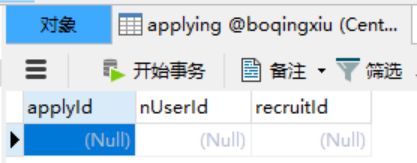 对象 applying @boqingxiu (Cent...
开始事务 备注 筛选
applyId nUserId recruitId
(Null) (Null) (Null)